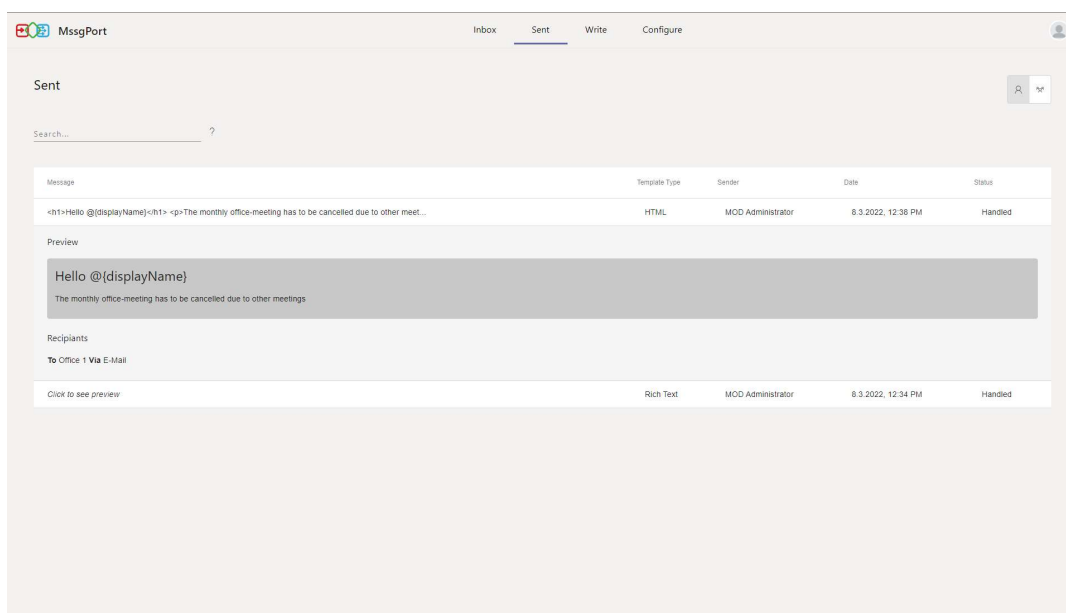 MssgPort Inbox Sent Write Configure
Sent
Search... ?
Message Template Type Sender Date Status
<h1>Hello @{displayName}</h1> <p>The monthly office-meeting has to be cancelled due to other meet... HTML MOD Administrator 8.3.2022, 12:38 PM Handled
Preview
Hello @{displayName}
The monthly office-meeting has to be cancelled due to other meetings
Recipiants
To Office 1 Via E-Mail
Click to see preview Rich Text MOD Administrator 8.3.2022, 12:34 PM Handled